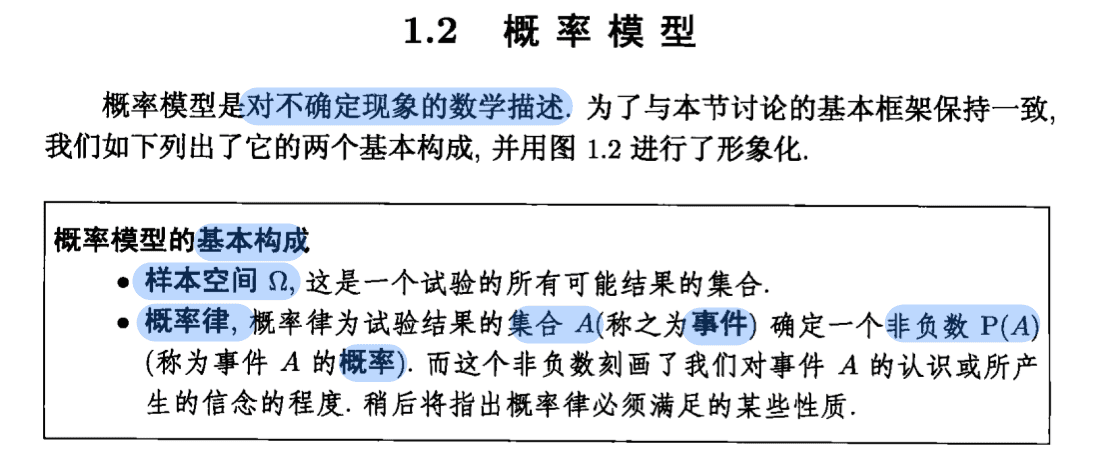 1.2 概率模型
概率模型是对不确定现象的数学描述. 为了与本节讨论的基本框架保持一致,
我们如下列出了它的两个基本构成, 并用图 1.2 进行了形象化.
概率模型的基本构成
• 样本空间 Ω, 这是一个试验的所有可能结果的集合.
• 概率律, 概率律为试验结果的集合 A(称之为事件) 确定一个非负数 P(A)
(称为事件 A 的概率). 而这个非负数刻画了我们对事件 A 的认识或所产
生的信念的程度. 稍后将指出概率律必须满足的某些性质.